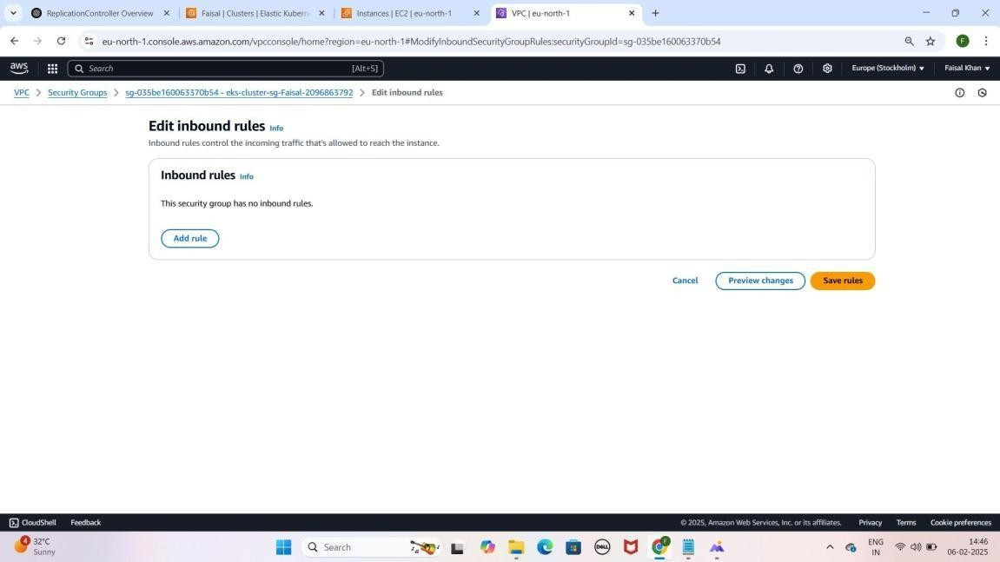 ReplicationController Overview
Faisal | Clusters | Elastic Kubern
Instances | EC2 | eu-north-1
VPC | eu-north-1
eu-north-1.console.aws.amazon.com/vpcconsole/home?region=eu-north-1#ModifyInboundSecurityGroupRules:securityGroupId=sg-035be160063370b54
F
aws
Search [Alt+S]
Europe (Stockholm)
Faisal Khan
VPC > Security Groups > sg-035be160063370b54 - eks-cluster-sg-Faisal-2096863792 > Edit inbound rules
Edit inbound rules Info
Inbound rules control the incoming traffic that's allowed to reach the instance.
Inbound rules Info
This security group has no inbound rules.
Add rule
Cancel
Preview changes
Save rules
CloudShell
Feedback
© 2025, Amazon Web Services, Inc. or its affiliates.
Privacy
Terms
Cookie preferences
4
32°C
Sunny
Search
DELL
F
ENG
IN
14:46
06-02-2025